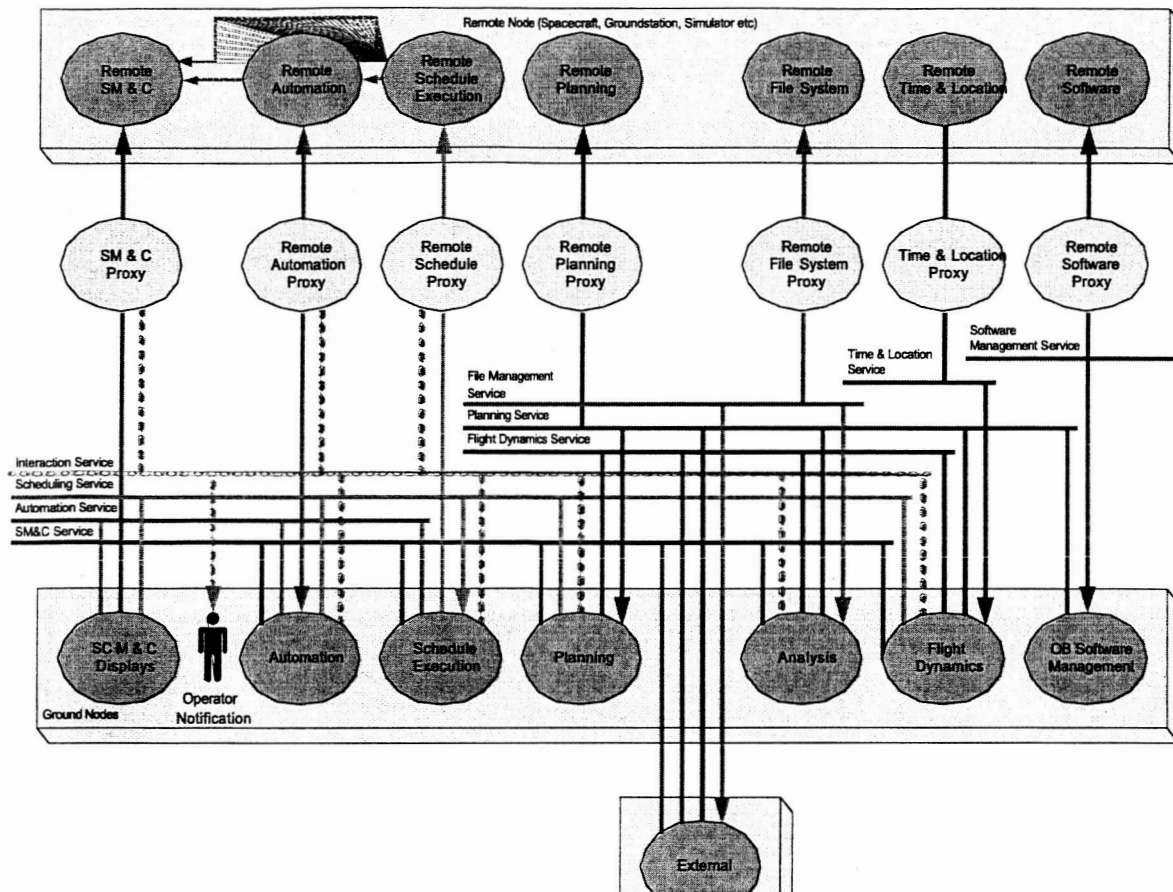 Remote Node (Spacecraft, Groundstation, Simulator etc)
Remote
SM & C
Remote
Automation
Remote
Schedule
Execution
Remote
Planning
Remote
File System
Remote
Time & Location
Remote
Software
SM & C
Proxy
Remote
Automation
Proxy
Remote
Schedule
Proxy
Remote
Planning
Proxy
Remote
File System
Proxy
Time & Location
Proxy
Remote
Software
Proxy
Software
Management Service
Time & Location
Service
File Management
Service
Planning Service
Flight Dynamics Service
Interaction Service
Scheduling Service
Automation Service
SM&C Service
SC M & C
Displays
Operator
Notification
Automation
Schedule
Execution
Planning
Analysis
Flight
Dynamics
OB Software
Management
Ground Nodes
External